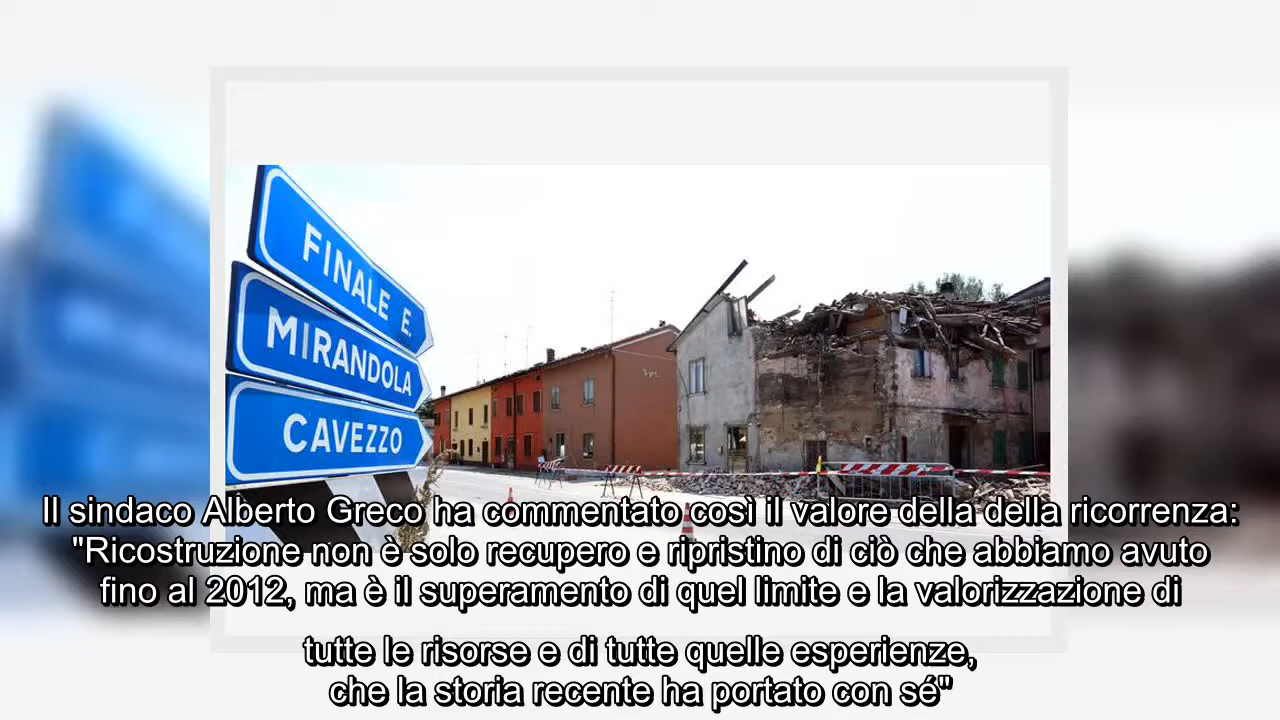 FINALE E.
MIRANDOLA
CAVEZZO
Il sindaco Alberto Greco ha commentato così il valore della della ricorrenza:
"Ricostruzione non è solo recupero e ripristino di ciò che abbiamo avuto
fino al 2012, ma è il superamento di quel limite e la valorizzazione di
tutte le risorse e di tutte quelle esperienze,
che la storia recente ha portato con sé"